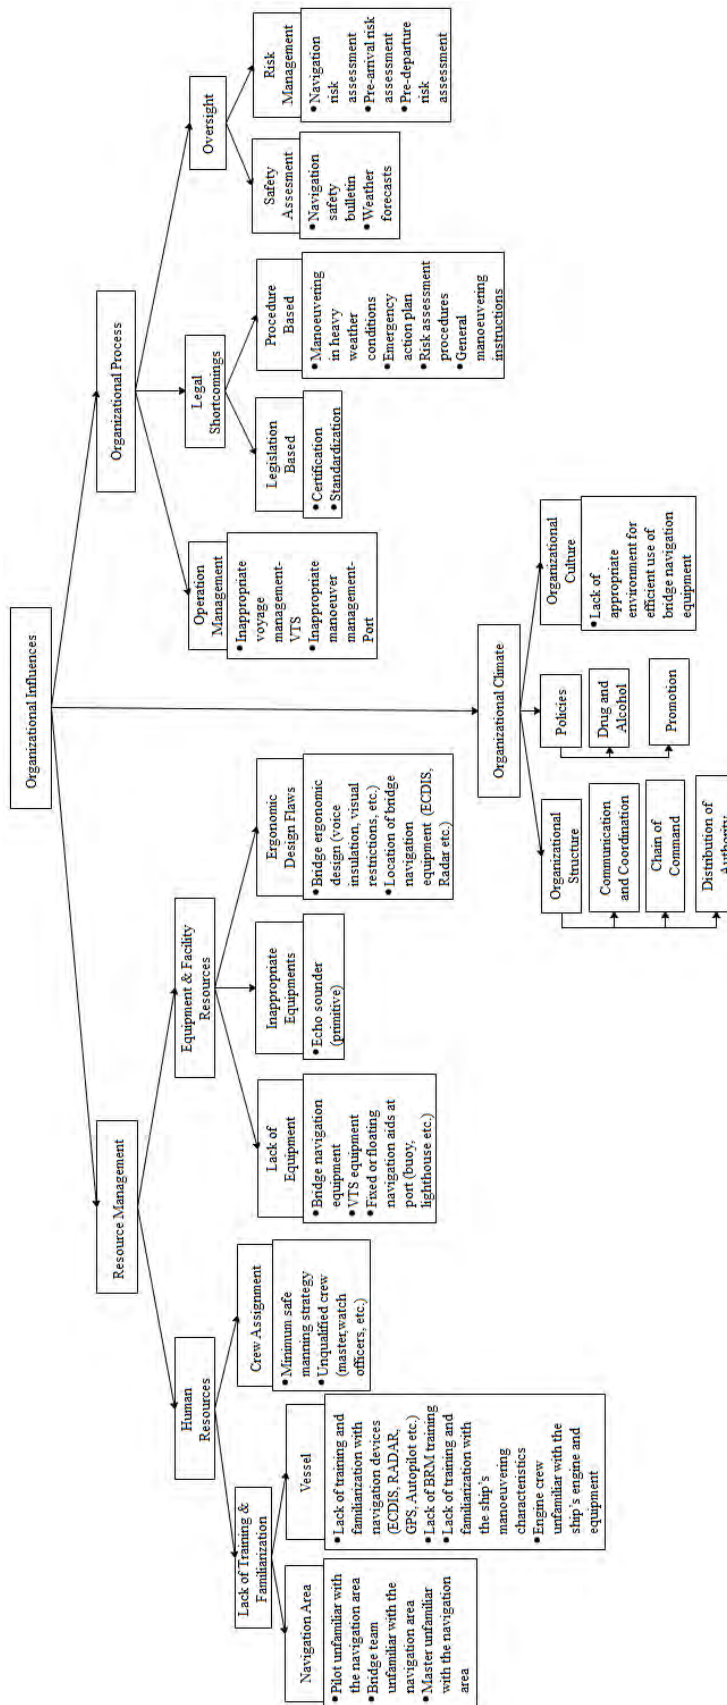 Organizational Influences
Resource Management
Organizational Process
Human
Resources
Equipment & Facility
Resources
Operation
Management
• Inappropriate
voyage
management-
VTS
• Inappropriate
manoeuver
management-
Port
Legal
Shortcomings
Oversight
Lack of Training &
Familiarization
Crew Assignment
• Minimum safe
manning strategy
• Unqualified crew
(master,watch
officers, etc.)
Lack of
Equipment
• Bridge navigation
equipment
• VTS equipment
• Fixed or floating
navigation aids at
port (buoy,
lighthouse etc.)
Inappropriate
Equipments
• Echo sounder
(primitive)
Ergonomic
Design Flaws
• Bridge ergonomic
design (voice
insulation, visual
restrictions, etc.)
• Location of bridge
navigation
equipment (ECDIS,
Radar etc.)
Legislation
Based
• Certification
• Standardization
Procedure
Based
• Manoeuvering
in heavy
weather
conditions
• Emergency
action plan
• Risk assessment
procedures
• General
manoeuvering
instructions
Safety
Assesment
• Navigation
safety
bulletin
• Weather
forecasts
Risk
Management
• Navigation
risk
assessment
• Pre-arrival risk
assessment
• Pre-departure
risk
assessment
Navigation Area
• Pilot unfamiliar with
the navigation area
• Bridge team
unfamiliar with the
navigation area
• Master unfamiliar
with the navigation
area
Vessel
• Lack of training and
familiarization with
navigation devices
(ECDIS, RADAR,
GPS, Autopilot etc.)
• Lack of BRM training
• Lack of training and
familiarization with
the ship's
manoeuvering
characteristics
• Engine crew
unfamiliar with the
ship's engine and
equipment
Organizational Climate
Organizational
Structure
Communication
and Coordination
Chain of
Command
Distribution of
Authority
Policies
Drug and
Alcohol
Promotion
Organizational
Culture
• Lack of
appropriate
environment for
efficient use of
bridge navigation
equipment